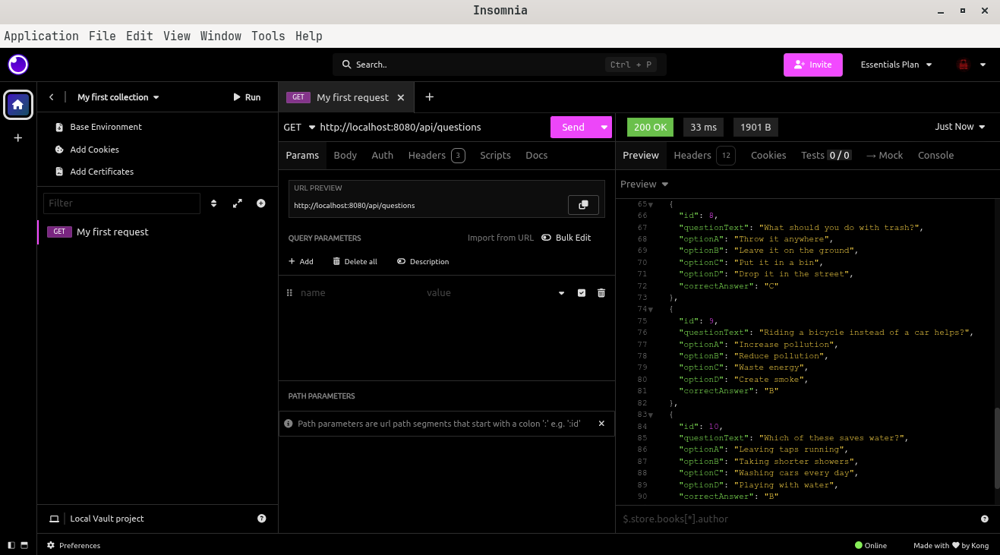 Insomnia
Application File Edit View Window Tools Help
Search.. Ctrl + P
Invite
Essentials Plan
My first collection
Run
GET My first request
Base Environment
Add Cookies
Add Certificates
Filter
GET My first request
Local Vault project
GET http://localhost:8080/api/questions
Send
Params Body Auth Headers 3 Scripts Docs
URL PREVIEW
http://localhost:8080/api/questions
QUERY PARAMETERS Import from URL Bulk Edit
Add Delete all Description
name value
PATH PARAMETERS
Path parameters are url path segments that start with a colon ':' e.g. ':id'
200 OK 33 ms 1901 B Just Now
Preview Headers 12 Cookies Tests 0 / 0 → Mock Console
Preview
65 {
66 "id": 8,
67 "questionText": "What should you do with trash?",
68 "optionA": "Throw it anywhere",
69 "optionB": "Leave it on the ground",
70 "optionC": "Put it in a bin",
71 "optionD": "Drop it in the street",
72 "correctAnswer": "C"
73 },
74 {
75 "id": 9,
76 "questionText": "Riding a bicycle instead of a car helps?",
77 "optionA": "Increase pollution",
78 "optionB": "Reduce pollution",
79 "optionC": "Waste energy",
80 "optionD": "Create smoke",
81 "correctAnswer": "B"
82 },
83 {
84 "id": 10,
85 "questionText": "Which of these saves water?",
86 "optionA": "Leaving taps running",
87 "optionB": "Taking shorter showers",
88 "optionC": "Washing cars every day",
89 "optionD": "Playing with water",
90 "correctAnswer": "B"
$.store.books[*].author
Preferences
Online
Made with ♥ by Kong